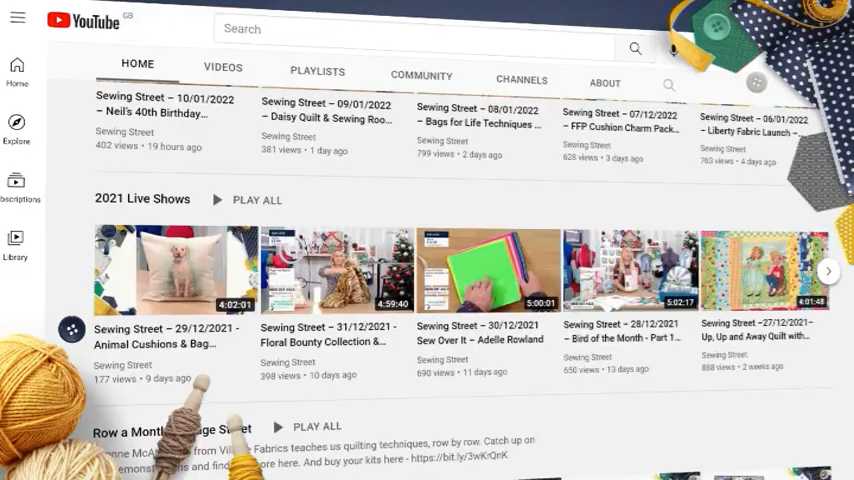 YouTube GB
Search
Home
Explore
bscriptions
Library
HOME
VIDEOS
PLAYLISTS
COMMUNITY
CHANNELS
ABOUT
Sewing Street – 10/01/2022
– Neil's 40th Birthday...
Sewing Street
402 views • 19 hours ago
Sewing Street – 09/01/2022
– Daisy Quilt & Sewing Roo...
Sewing Street
381 views • 1 day ago
Sewing Street – 08/01/2022
– Bags for Life Techniques ...
Sewing Street
799 views • 2 days ago
Sewing Street – 07/12/2022
– FFP Cushion Charm Pack...
Sewing Street
628 views • 3 days ago
Sewing Street – 06/01/2022
– Liberty Fabric Launch –...
Sewing Street
763 views • 4 days ago
2021 Live Shows
PLAY ALL
4:02:01
4:59:40
5:00:01
5:02:17
4:01:48
Sewing Street – 29/12/2021 -
Animal Cushions & Bag...
Sewing Street
177 views • 9 days ago
Sewing Street – 31/12/2021 -
Floral Bounty Collection &...
Sewing Street
398 views • 10 days ago
Sewing Street – 30/12/2021
Sew Over It – Adelle Rowland
Sewing Street
690 views • 11 days ago
Sewing Street – 28/12/2021
– Bird of the Month - Part 1...
Sewing Street
650 views • 13 days ago
Sewing Street –27/12/2021–
Up, Up and Away Quilt with...
Sewing Street
888 views • 2 weeks ago
Row a Month
Street
PLAY ALL
from
Fabrics teaches us quilting techniques, row by row. Catch up on
and
here. And buy your kits here - https://bit.ly/3wKrQnK